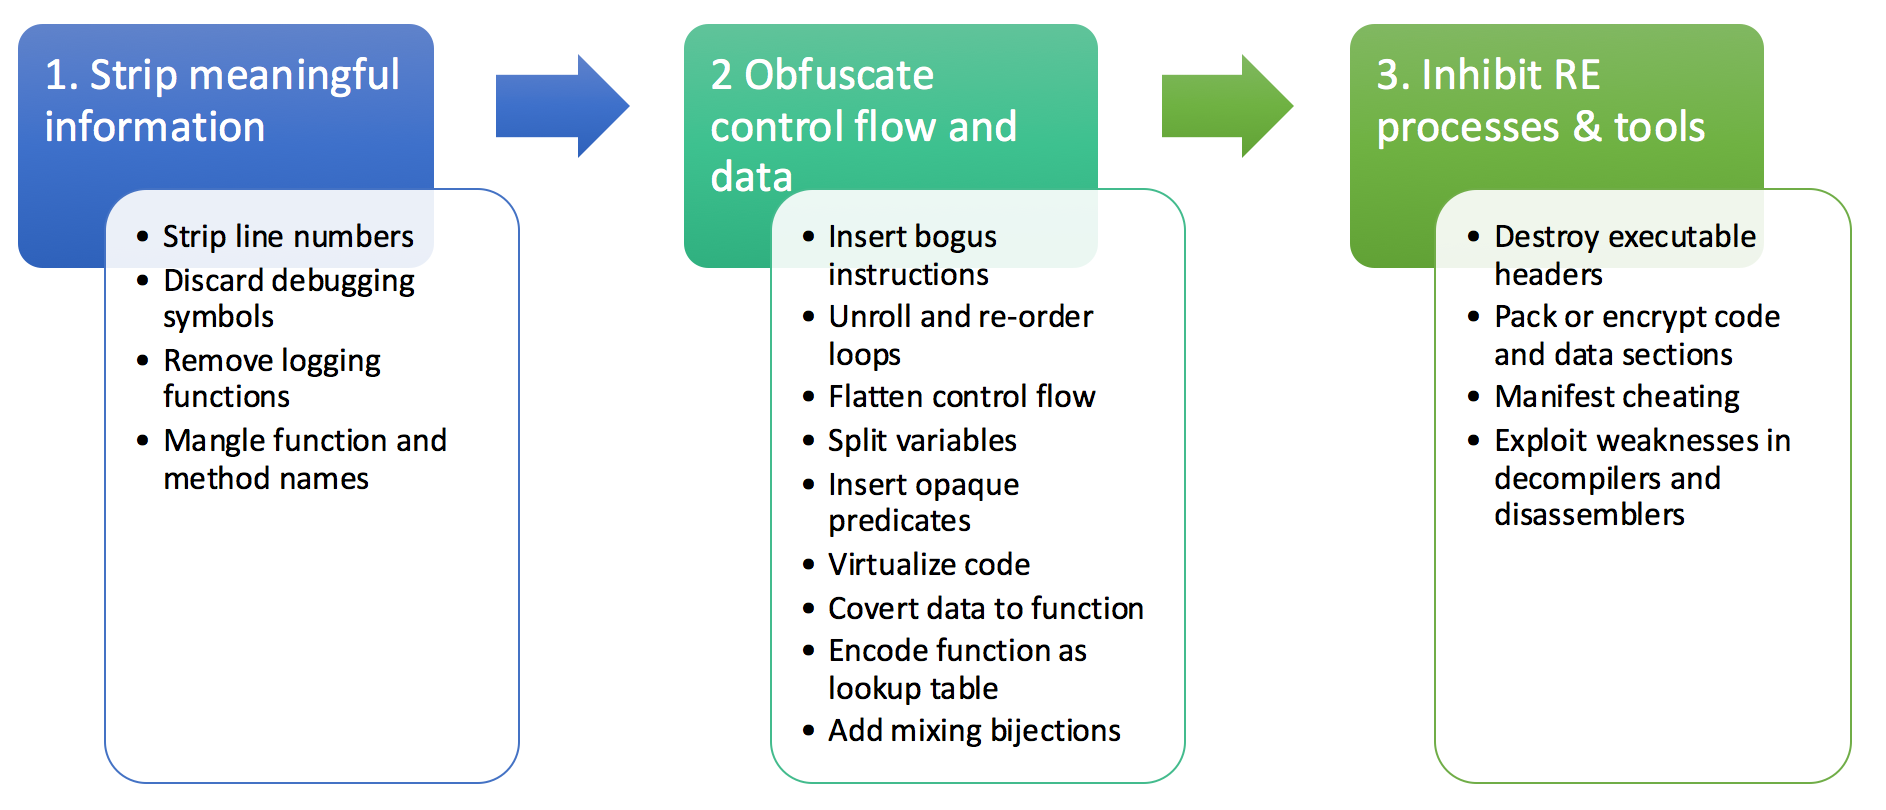 1. Strip meaningful
information
• Strip line numbers
• Discard debugging
symbols
• Remove logging
functions
• Mangle function and
method names
2 Obfuscate
control flow and
data
• Insert bogus
instructions
• Unroll and re-order
loops
• Flatten control flow
• Split variables
• Insert opaque
predicates
• Virtualize code
• Covert data to function
• Encode function as
lookup table
• Add mixing bijections
3. Inhibit RE
processes & tools
• Destroy executable
headers
• Pack or encrypt code
and data sections
• Manifest cheating
• Exploit weaknesses in
decompilers and
disassemblers